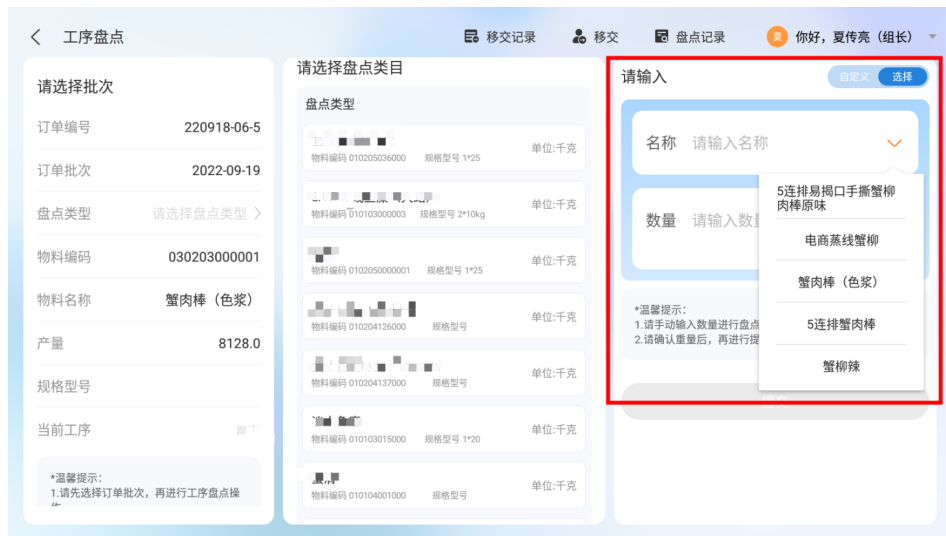 工序盘点
移交记录
移交
盘点记录
夏
你好，夏传亮（组长）
请选择批次
订单编号 220918-06-5
订单批次 2022-09-19
盘点类型 请选择盘点类型
物料编码 030203000001
物料名称 蟹肉棒（色浆）
产量 8128.0
规格型号
当前工序
*温馨提示:
1.请先选择订单批次，再进行工序盘点操
请选择盘点类目
盘点类型
物料编码 010205036000 规格型号 1*25 单位:千克
物料编码 010103000003 规格型号 2*10kg 单位:千克
物料编码 0102050000001 规格型号 1*25 单位:千克
物料编码 010204126000 规格型号 单位:千克
物料编码 010204137000 规格型号 单位:千克
物料编码 010103015000 规格型号 1*20 单位:千克
物料编码 010104001000 规格型号 单位:千克
请输入
自定义 选择
名称 请输入名称
数量 请输入数
5连排易揭口手撕蟹柳
肉棒原味
电商蒸线蟹柳
蟹肉棒（色浆）
5连排蟹肉棒
蟹柳辣
*温馨提示:
1.请手动输入数量进行盘点
2.请确认重量后，再进行提